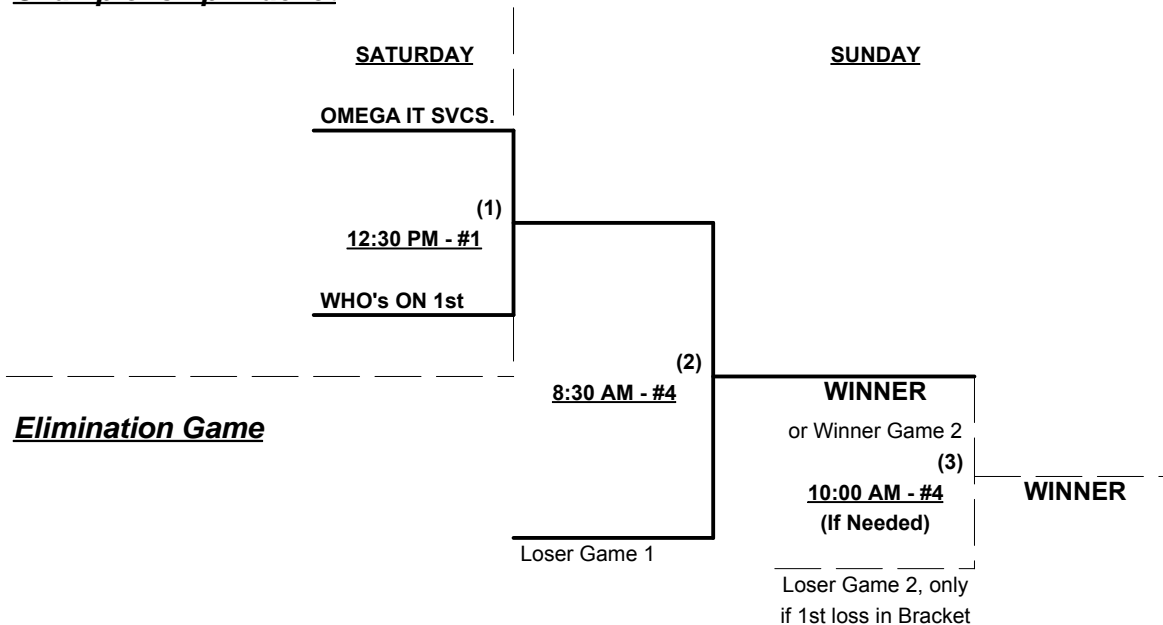 SATURDAY
SUNDAY
OMEGA IT SVCS.
(1)
12:30 PM - #1
WHO's ON 1st
(2)
8:30 AM - #4
WINNER
Elimination Game
or Winner Game 2
(3)
10:00 AM - #4
WINNER
(If Needed)
Loser Game 1
Loser Game 2, only
if 1st loss in Bracket